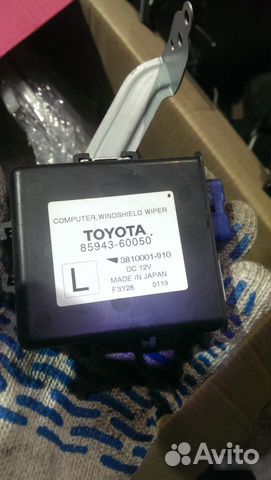 COMPUTER, WINDSHIELD WIPER
TOYOTA
85943-60050
3810001-910
DC 12V
L
MADE IN JAPAN
F3Y28 0119
Avito